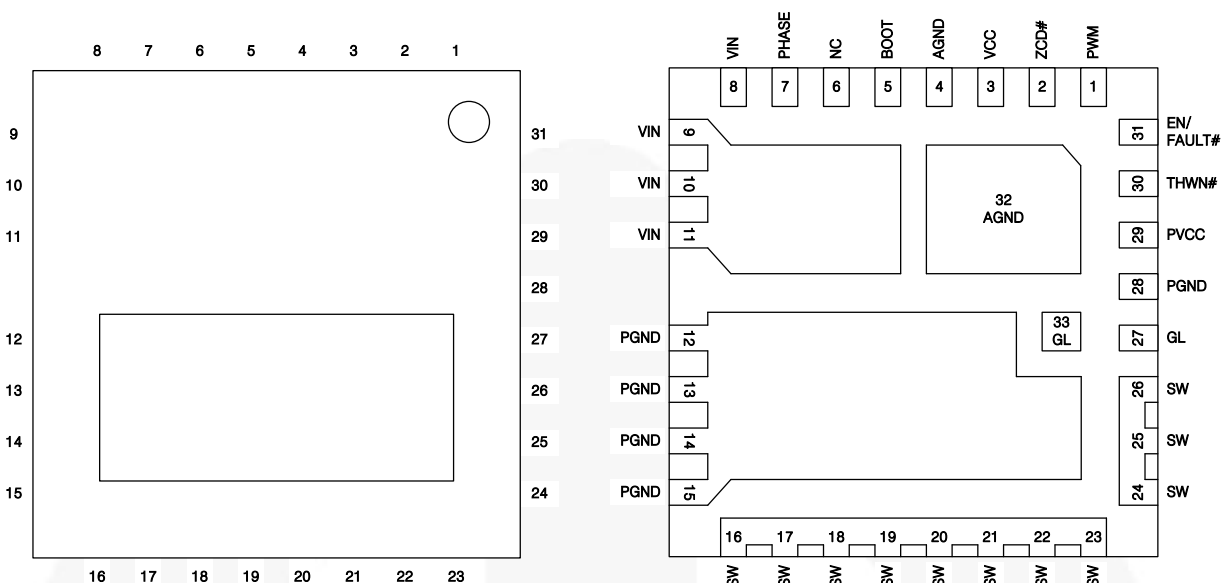 8 7 6 5 4 3 2 1
9
10
11
12
13
14
15
31
30
29
28
27
26
25
24
16 17 18 19 20 21 22 23
VIN PHASE NC BOOT AGND VCC ZCD# PWM
8 7 6 5 4 3 2 1
VIN 9
VIN 10
VIN 11
PGND 12
PGND 13
PGND 14
PGND 15
32
AGND
33
GL
31 EN/
FAULT#
30 THWN#
29 PVCC
28 PGND
27 GL
26 SW
25 SW
24 SW
16 17 18 19 20 21 22 23
SW SW SW SW SW SW SW SW